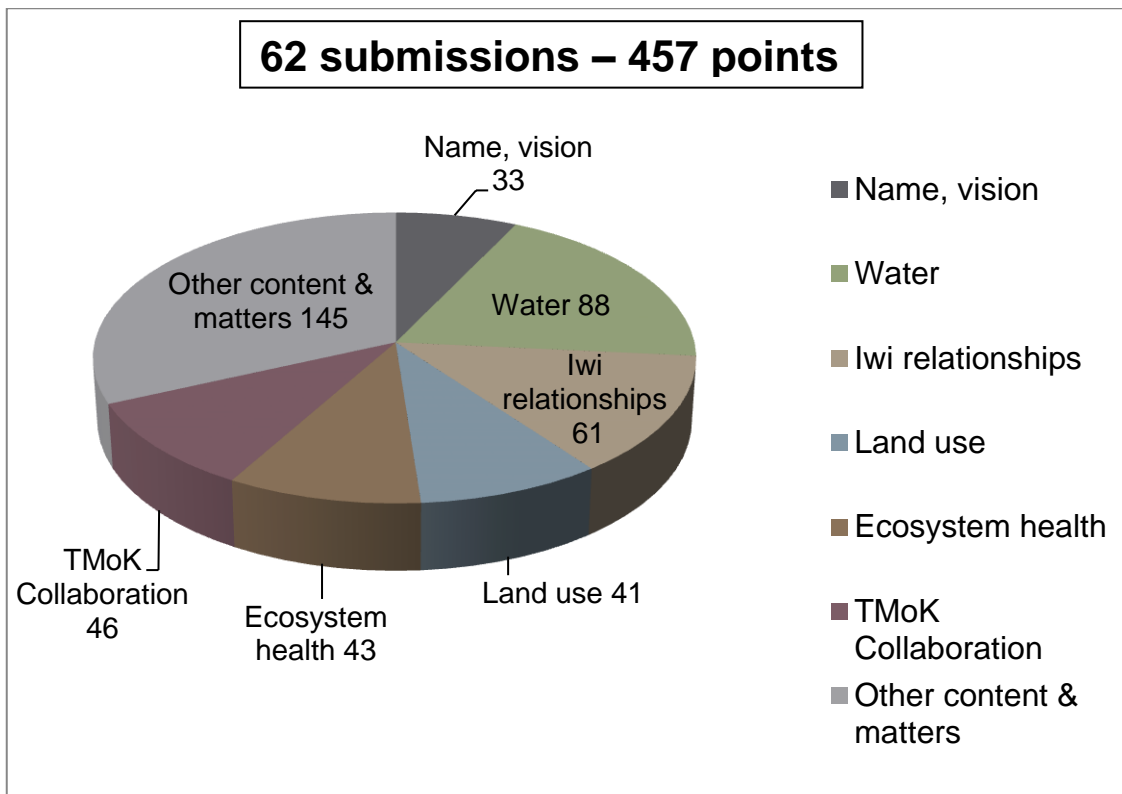 62 submissions – 457 points
Name, vision
33
Other content &
matters 145
Water 88
Iwi
relationships
61
TMoK
Collaboration
46
Ecosystem
health 43
Land use 41
Name, vision
Water
Iwi relationships
Land use
Ecosystem health
TMoK
Collaboration
Other content &
matters